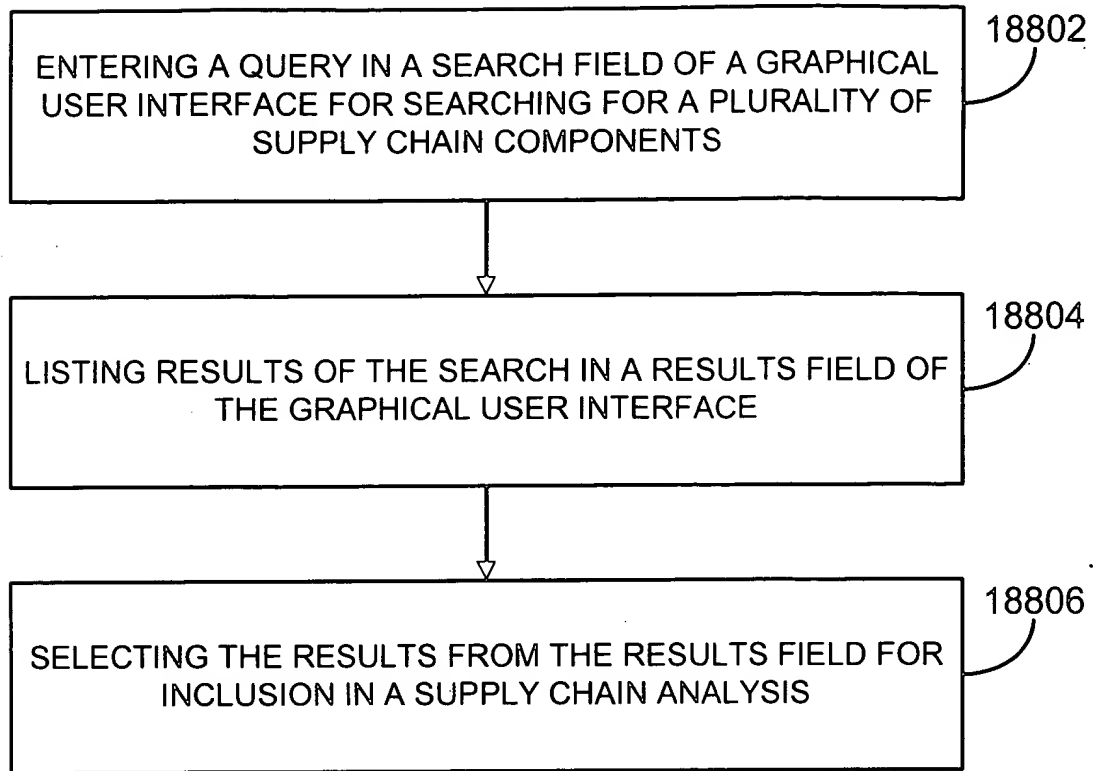 18802
ENTERING A QUERY IN A SEARCH FIELD OF A GRAPHICAL
USER INTERFACE FOR SEARCHING FOR A PLURALITY OF
SUPPLY CHAIN COMPONENTS
18804
LISTING RESULTS OF THE SEARCH IN A RESULTS FIELD OF
THE GRAPHICAL USER INTERFACE
18806
SELECTING THE RESULTS FROM THE RESULTS FIELD FOR
INCLUSION IN A SUPPLY CHAIN ANALYSIS